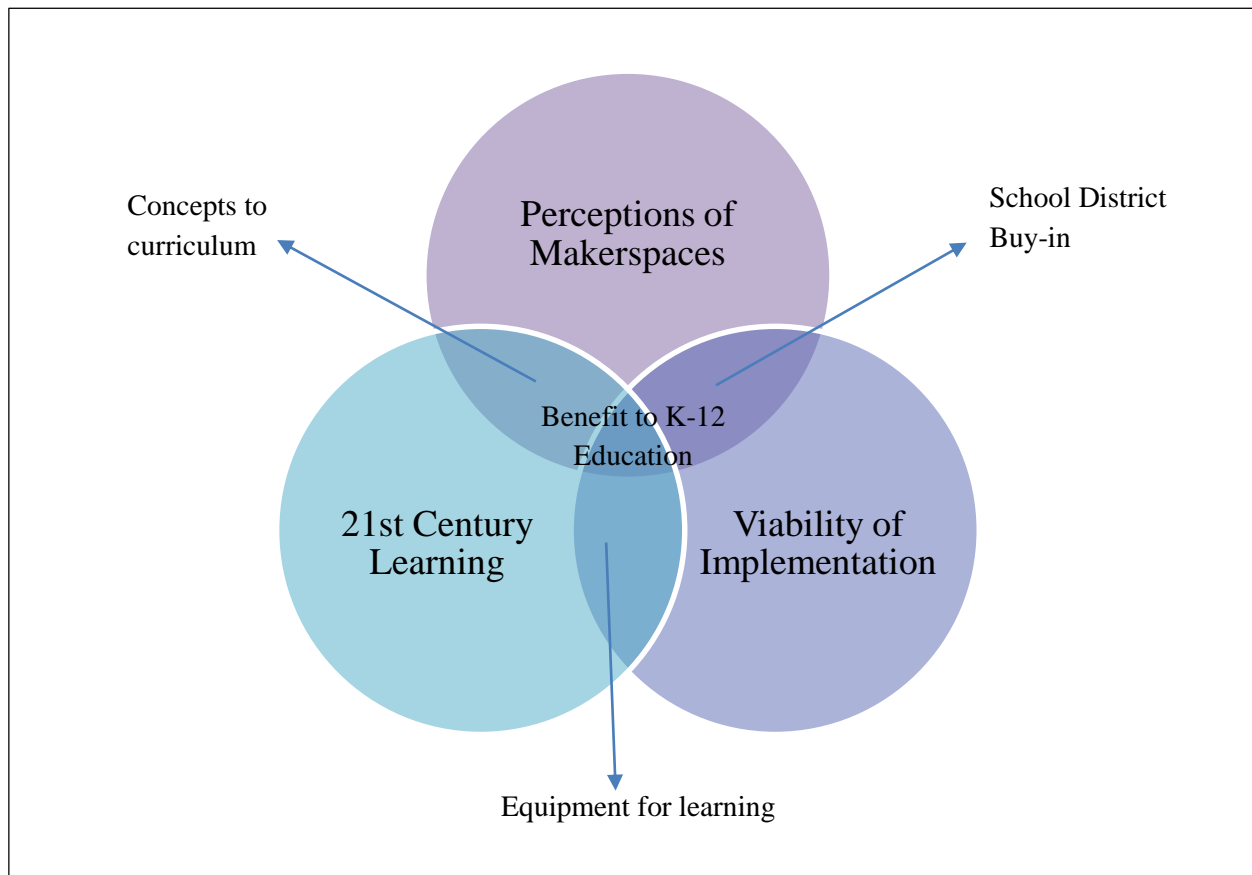 Perceptions of
Makerspaces
Concepts to
curriculum
School District
Buy-in
Benefit to K-12
Education
21st Century
Learning
Viability of
Implementation
Equipment for learning